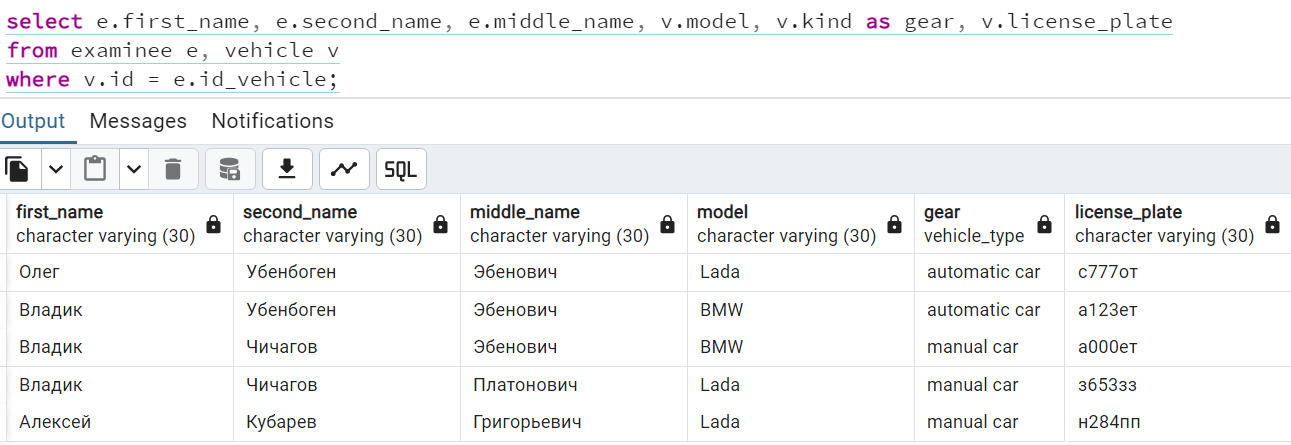 select e.first_name, e.second_name, e.middle_name, v.model, v.kind as gear, v.license_plate
from examinee e, vehicle v
where v.id = e.id_vehicle;
Output Messages Notifications
SQL
first_name second_name middle_name model gear license_plate
character varying (30) character varying (30) character varying (30) character varying (30) vehicle_type character varying (30)
Олег Убенбоген Эбенович Lada automatic car с777от
Владик Убенбоген Эбенович BMW automatic car а123ет
Владик Чичагов Эбенович BMW manual car а000ет
Владик Чичагов Платонович Lada manual car з653зз
Алексей Кубарев Григорьевич Lada manual car н284пп